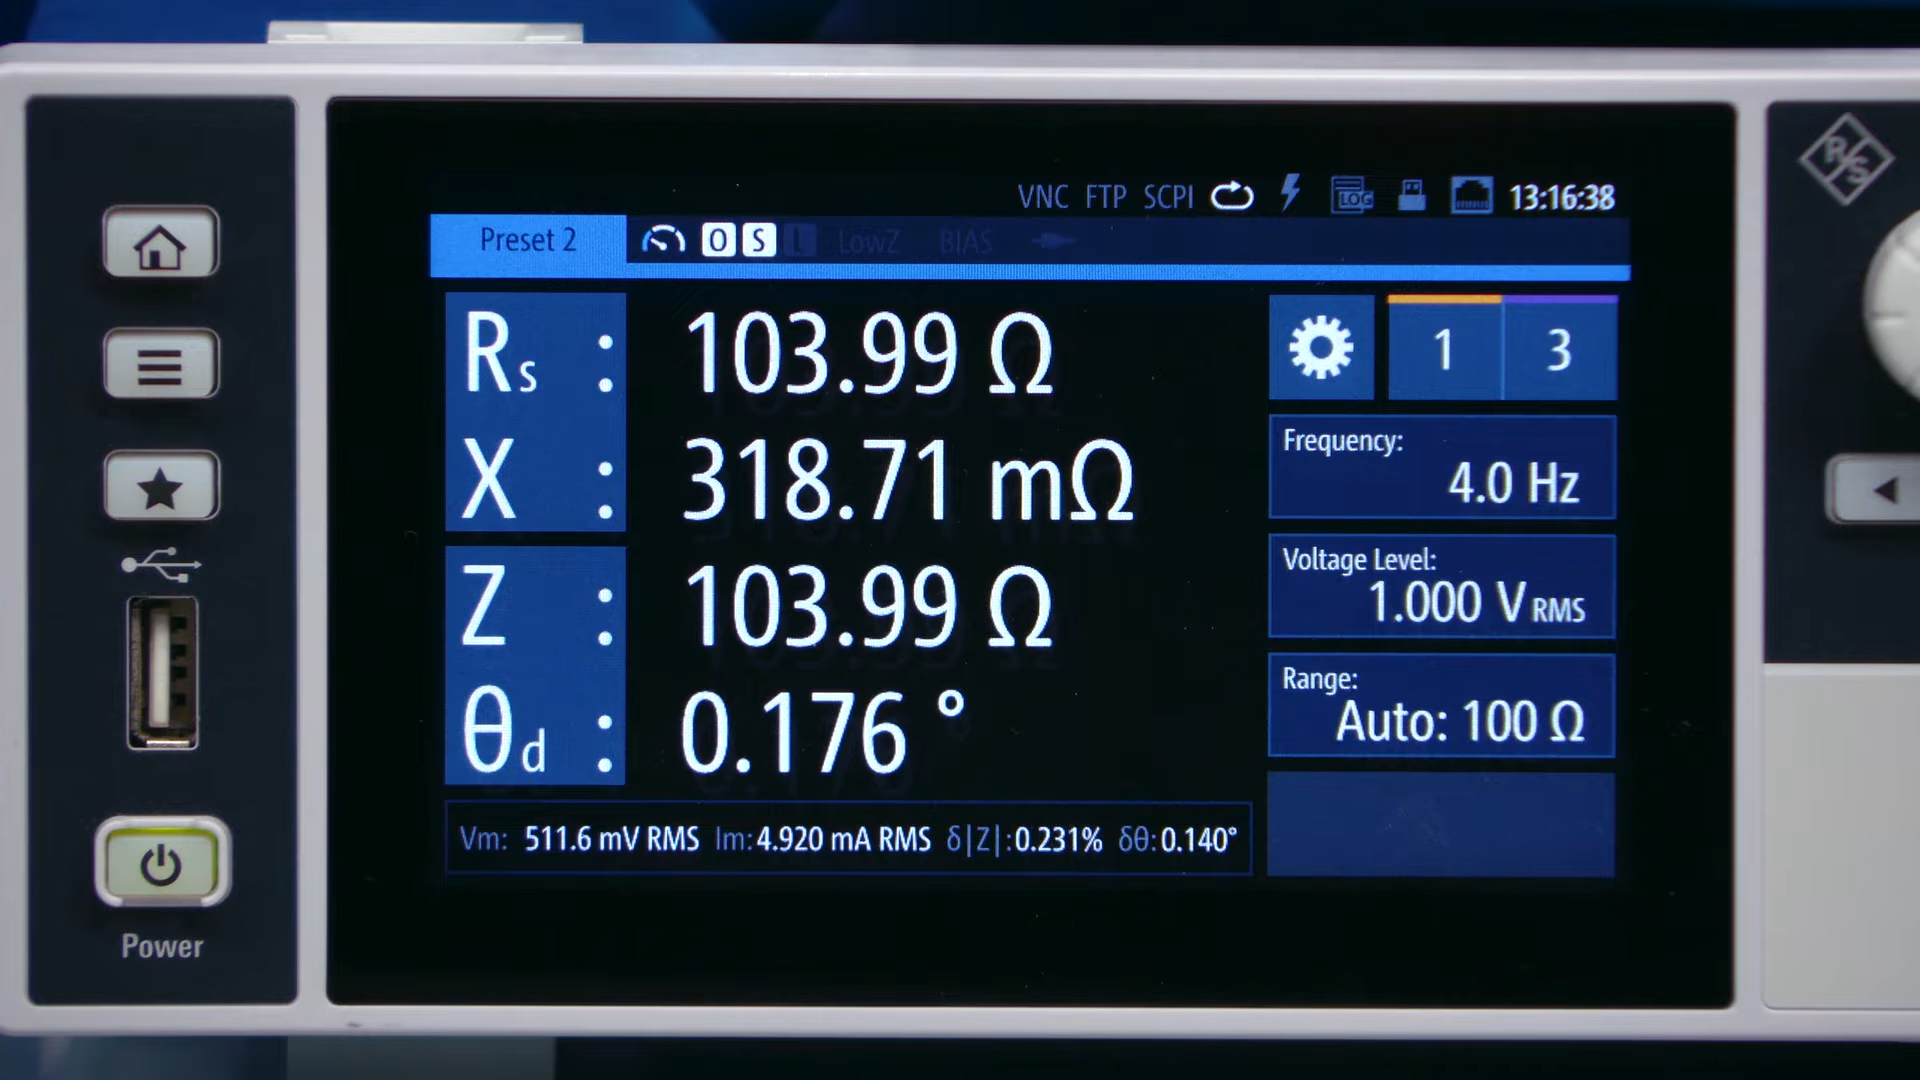 VNC FTP SCPI LOG 13:16:38
Preset 2 O S L LowZ BIAS
Rs : 103.99 Ω
X : 318.71 mΩ
Z : 103.99 Ω
θd : 0.176 °
Vm: 511.6 mV RMS Im: 4.920 mA RMS δ|Z|: 0.231% δθ: 0.140°
1 3
Frequency:
4.0 Hz
Voltage Level:
1.000 V RMS
Range:
Auto: 100 Ω
Power
R/S